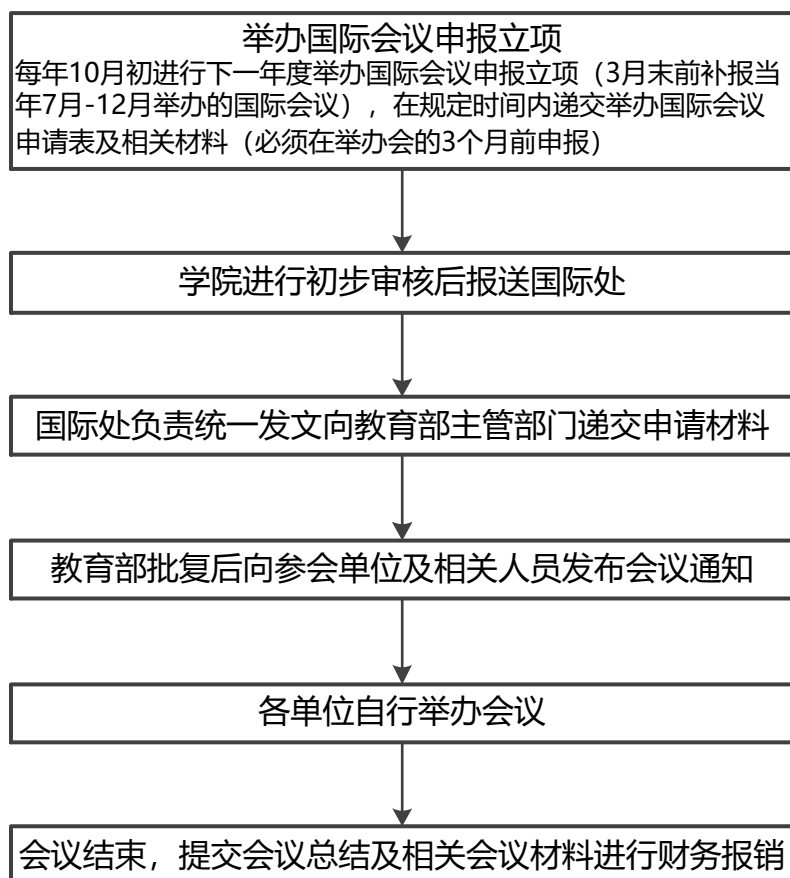 举办国际会议申报立项
每年10月初进行下一年度举办国际会议申报立项（3月末前补报当
年7月-12月举办的国际会议），在规定时间内递交举办国际会议
申请表及相关材料（必须在举办会的3个月前申报）
学院进行初步审核后报送国际处
国际处负责统一发文向教育部主管部门递交申请材料
教育部批复后向参会单位及相关人员发布会议通知
各单位自行举办会议
会议结束，提交会议总结及相关会议材料进行财务报销